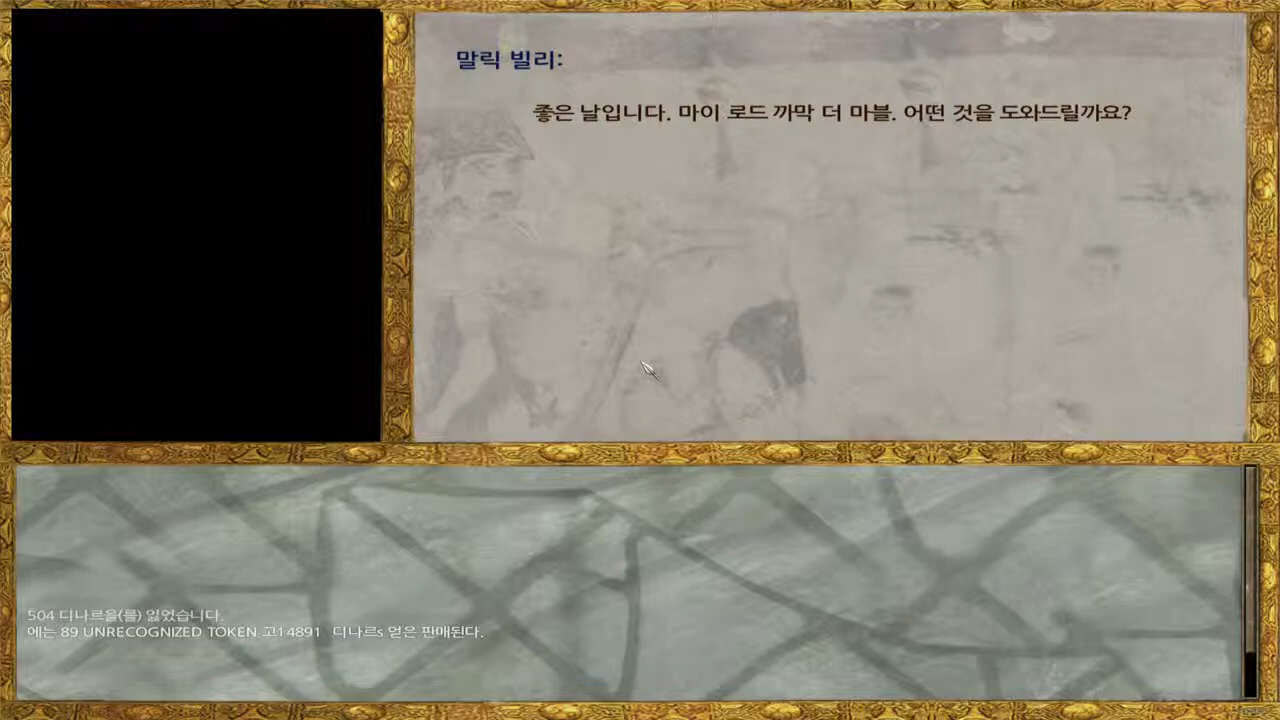 말릭 빌리:
좋은 날입니다. 마이 로드 까막 더 마블. 어떤 것을 도와드릴까요?
504 디나르을(를) 잃었습니다.
에는 89 UNRECOGNIZED TOKEN 고14891 디나르s 얻은 판매된다.